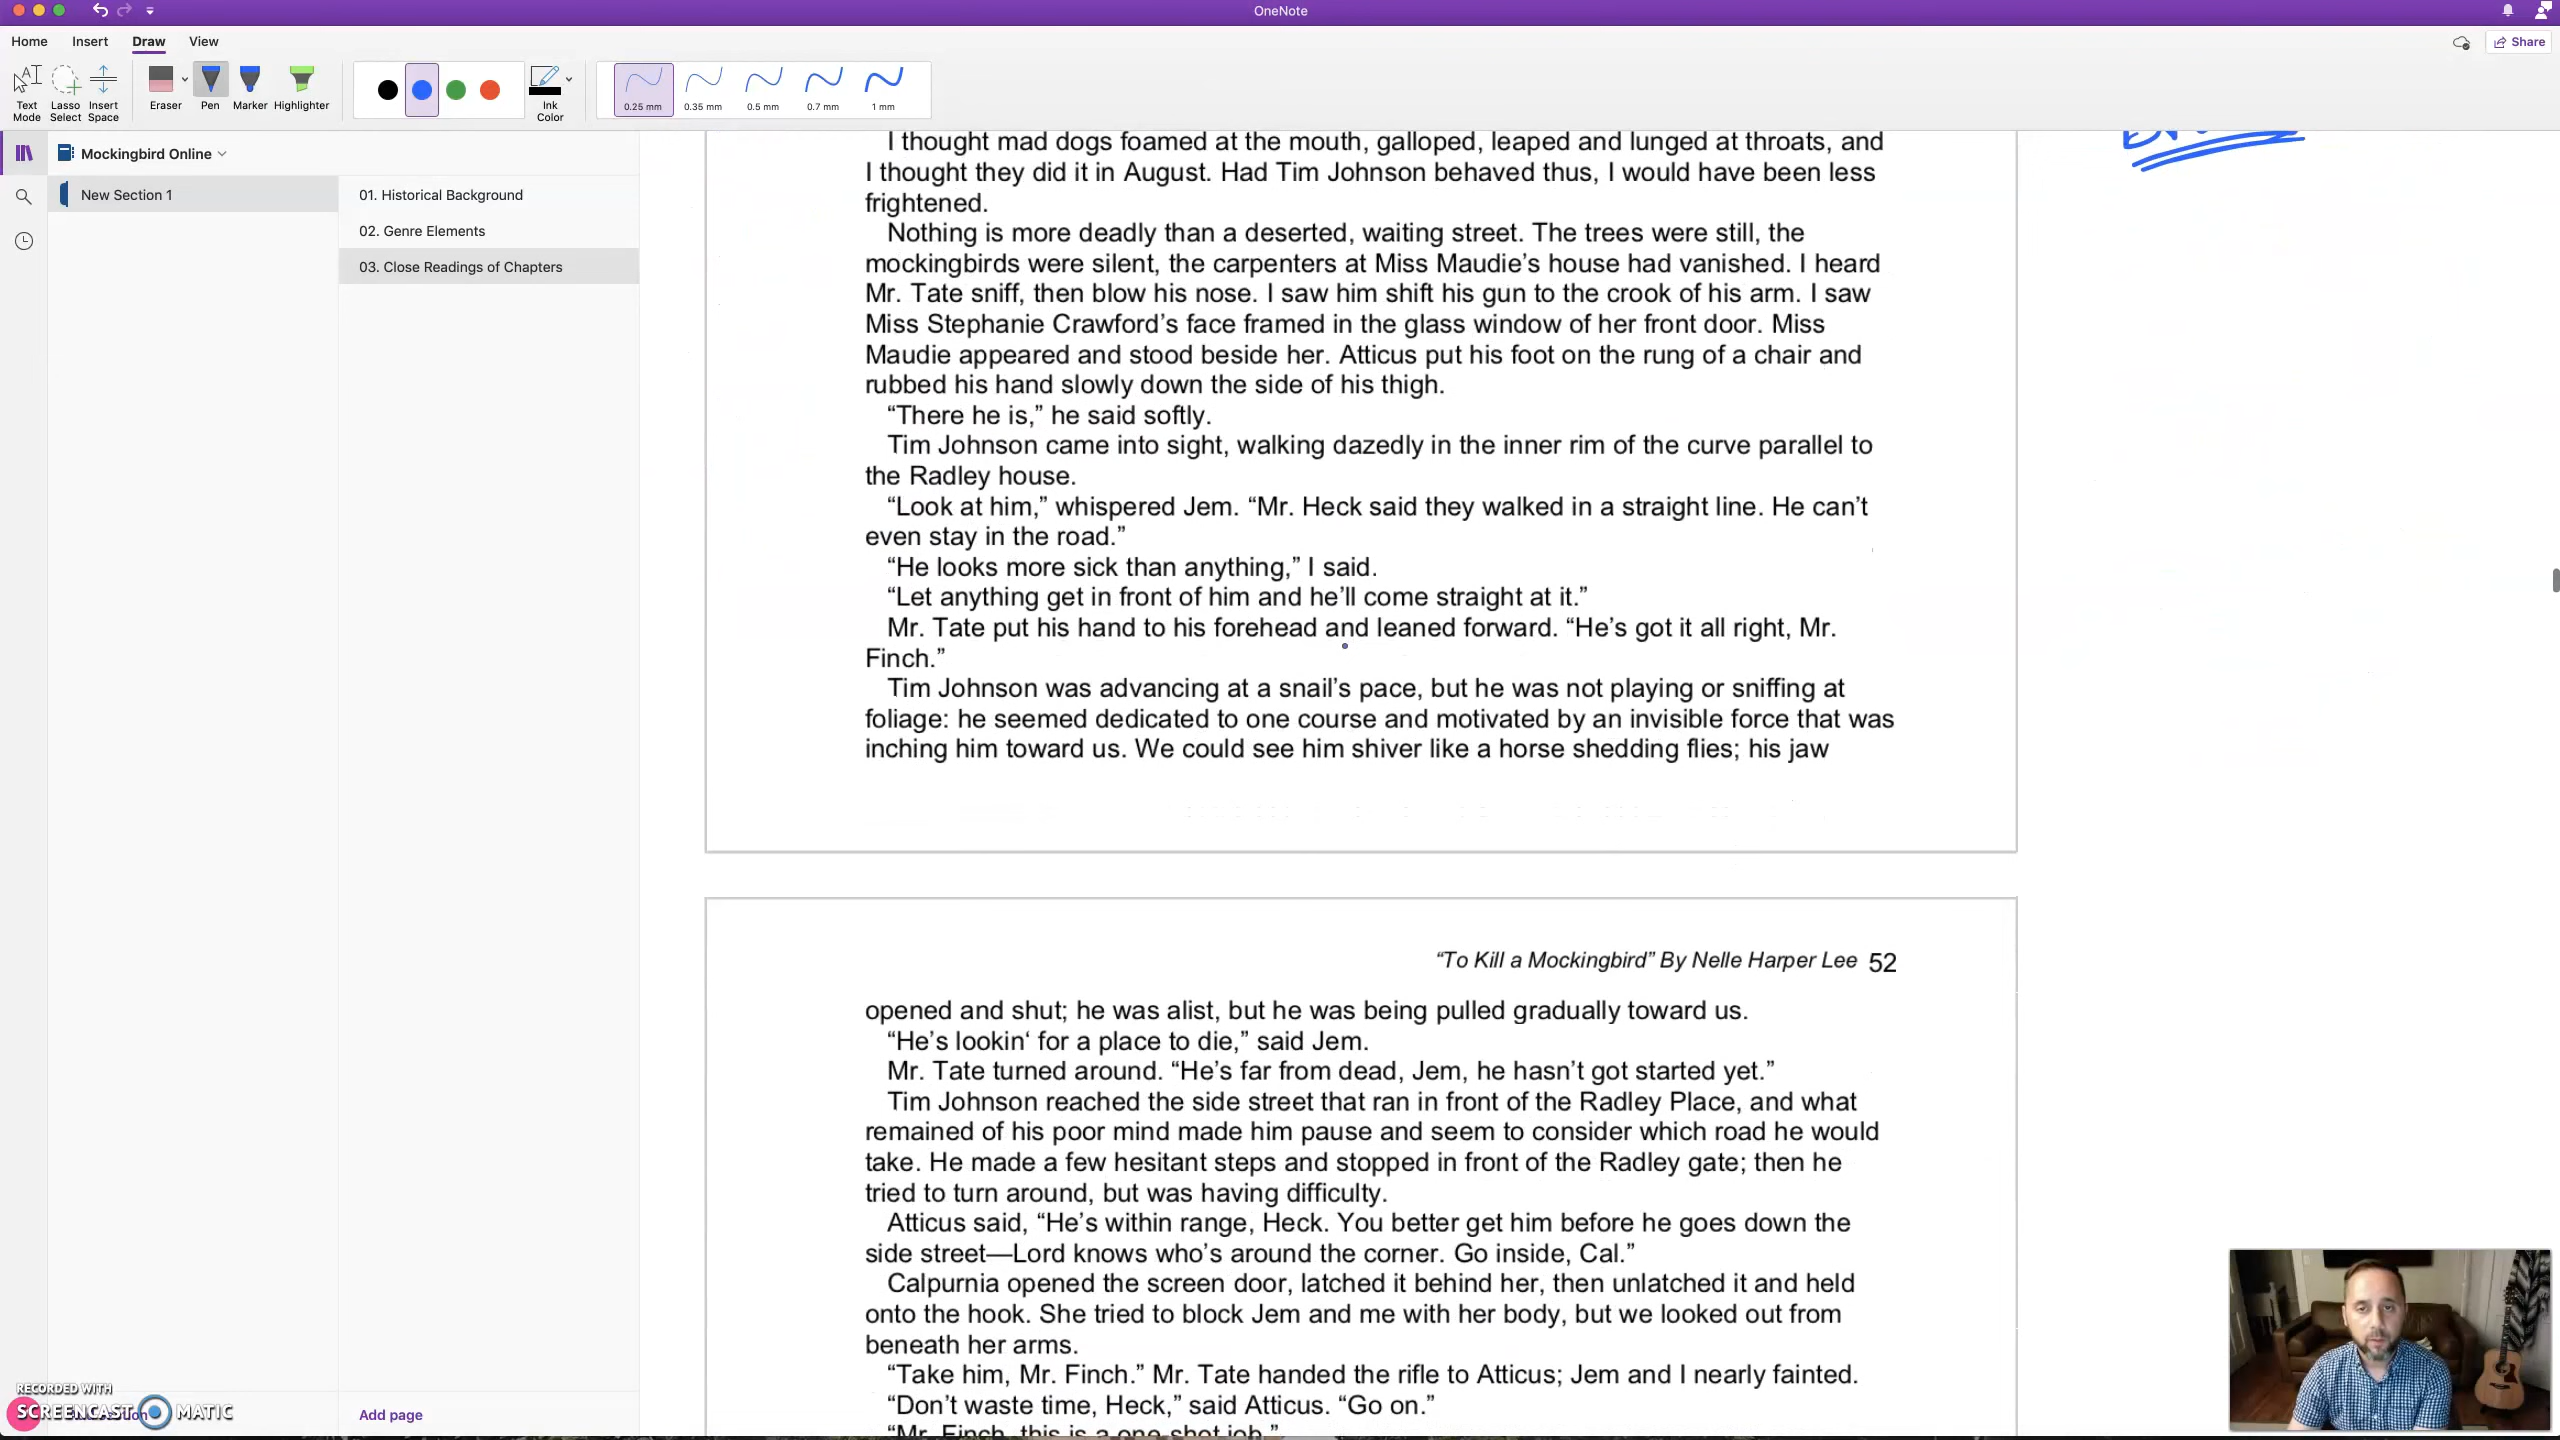 OneNote
Home Insert Draw View
Share
Text Mode
Lasso Select
Insert Space
Eraser
Pen
Marker
Highlighter
Ink Color
0.25 mm
0.35 mm
0.5 mm
0.7 mm
1 mm
Mockingbird Online
New Section 1
01. Historical Background
02. Genre Elements
03. Close Readings of Chapters
I thought mad dogs foamed at the mouth, galloped, leaped and lunged at throats, and
I thought they did it in August. Had Tim Johnson behaved thus, I would have been less
frightened.
Nothing is more deadly than a deserted, waiting street. The trees were still, the
mockingbirds were silent, the carpenters at Miss Maudie’s house had vanished. I heard
Mr. Tate sniff, then blow his nose. I saw him shift his gun to the crook of his arm. I saw
Miss Stephanie Crawford’s face framed in the glass window of her front door. Miss
Maudie appeared and stood beside her. Atticus put his foot on the rung of a chair and
rubbed his hand slowly down the side of his thigh.
“There he is,” he said softly.
Tim Johnson came into sight, walking dazedly in the inner rim of the curve parallel to
the Radley house.
“Look at him,” whispered Jem. “Mr. Heck said they walked in a straight line. He can’t
even stay in the road.”
“He looks more sick than anything,” I said.
“Let anything get in front of him and he’ll come straight at it.”
Mr. Tate put his hand to his forehead and leaned forward. “He’s got it all right, Mr.
Finch.”
Tim Johnson was advancing at a snail’s pace, but he was not playing or sniffing at
foliage: he seemed dedicated to one course and motivated by an invisible force that was
inching him toward us. We could see him shiver like a horse shedding flies; his jaw
“To Kill a Mockingbird” By Nelle Harper Lee 52
opened and shut; he was alist, but he was being pulled gradually toward us.
“He’s lookin‘ for a place to die,” said Jem.
Mr. Tate turned around. “He’s far from dead, Jem, he hasn’t got started yet.”
Tim Johnson reached the side street that ran in front of the Radley Place, and what
remained of his poor mind made him pause and seem to consider which road he would
take. He made a few hesitant steps and stopped in front of the Radley gate; then he
tried to turn around, but was having difficulty.
Atticus said, “He’s within range, Heck. You better get him before he goes down the
side street—Lord knows who’s around the corner. Go inside, Cal.”
Calpurnia opened the screen door, latched it behind her, then unlatched it and held
onto the hook. She tried to block Jem and me with her body, but we looked out from
beneath her arms.
“Take him, Mr. Finch.” Mr. Tate handed the rifle to Atticus; Jem and I nearly fainted.
“Don’t waste time, Heck,” said Atticus. “Go on.”
“Mr. Finch, this is a one-shot job.”
Add page
RECORDED WITH
SCREENCAST MATIC